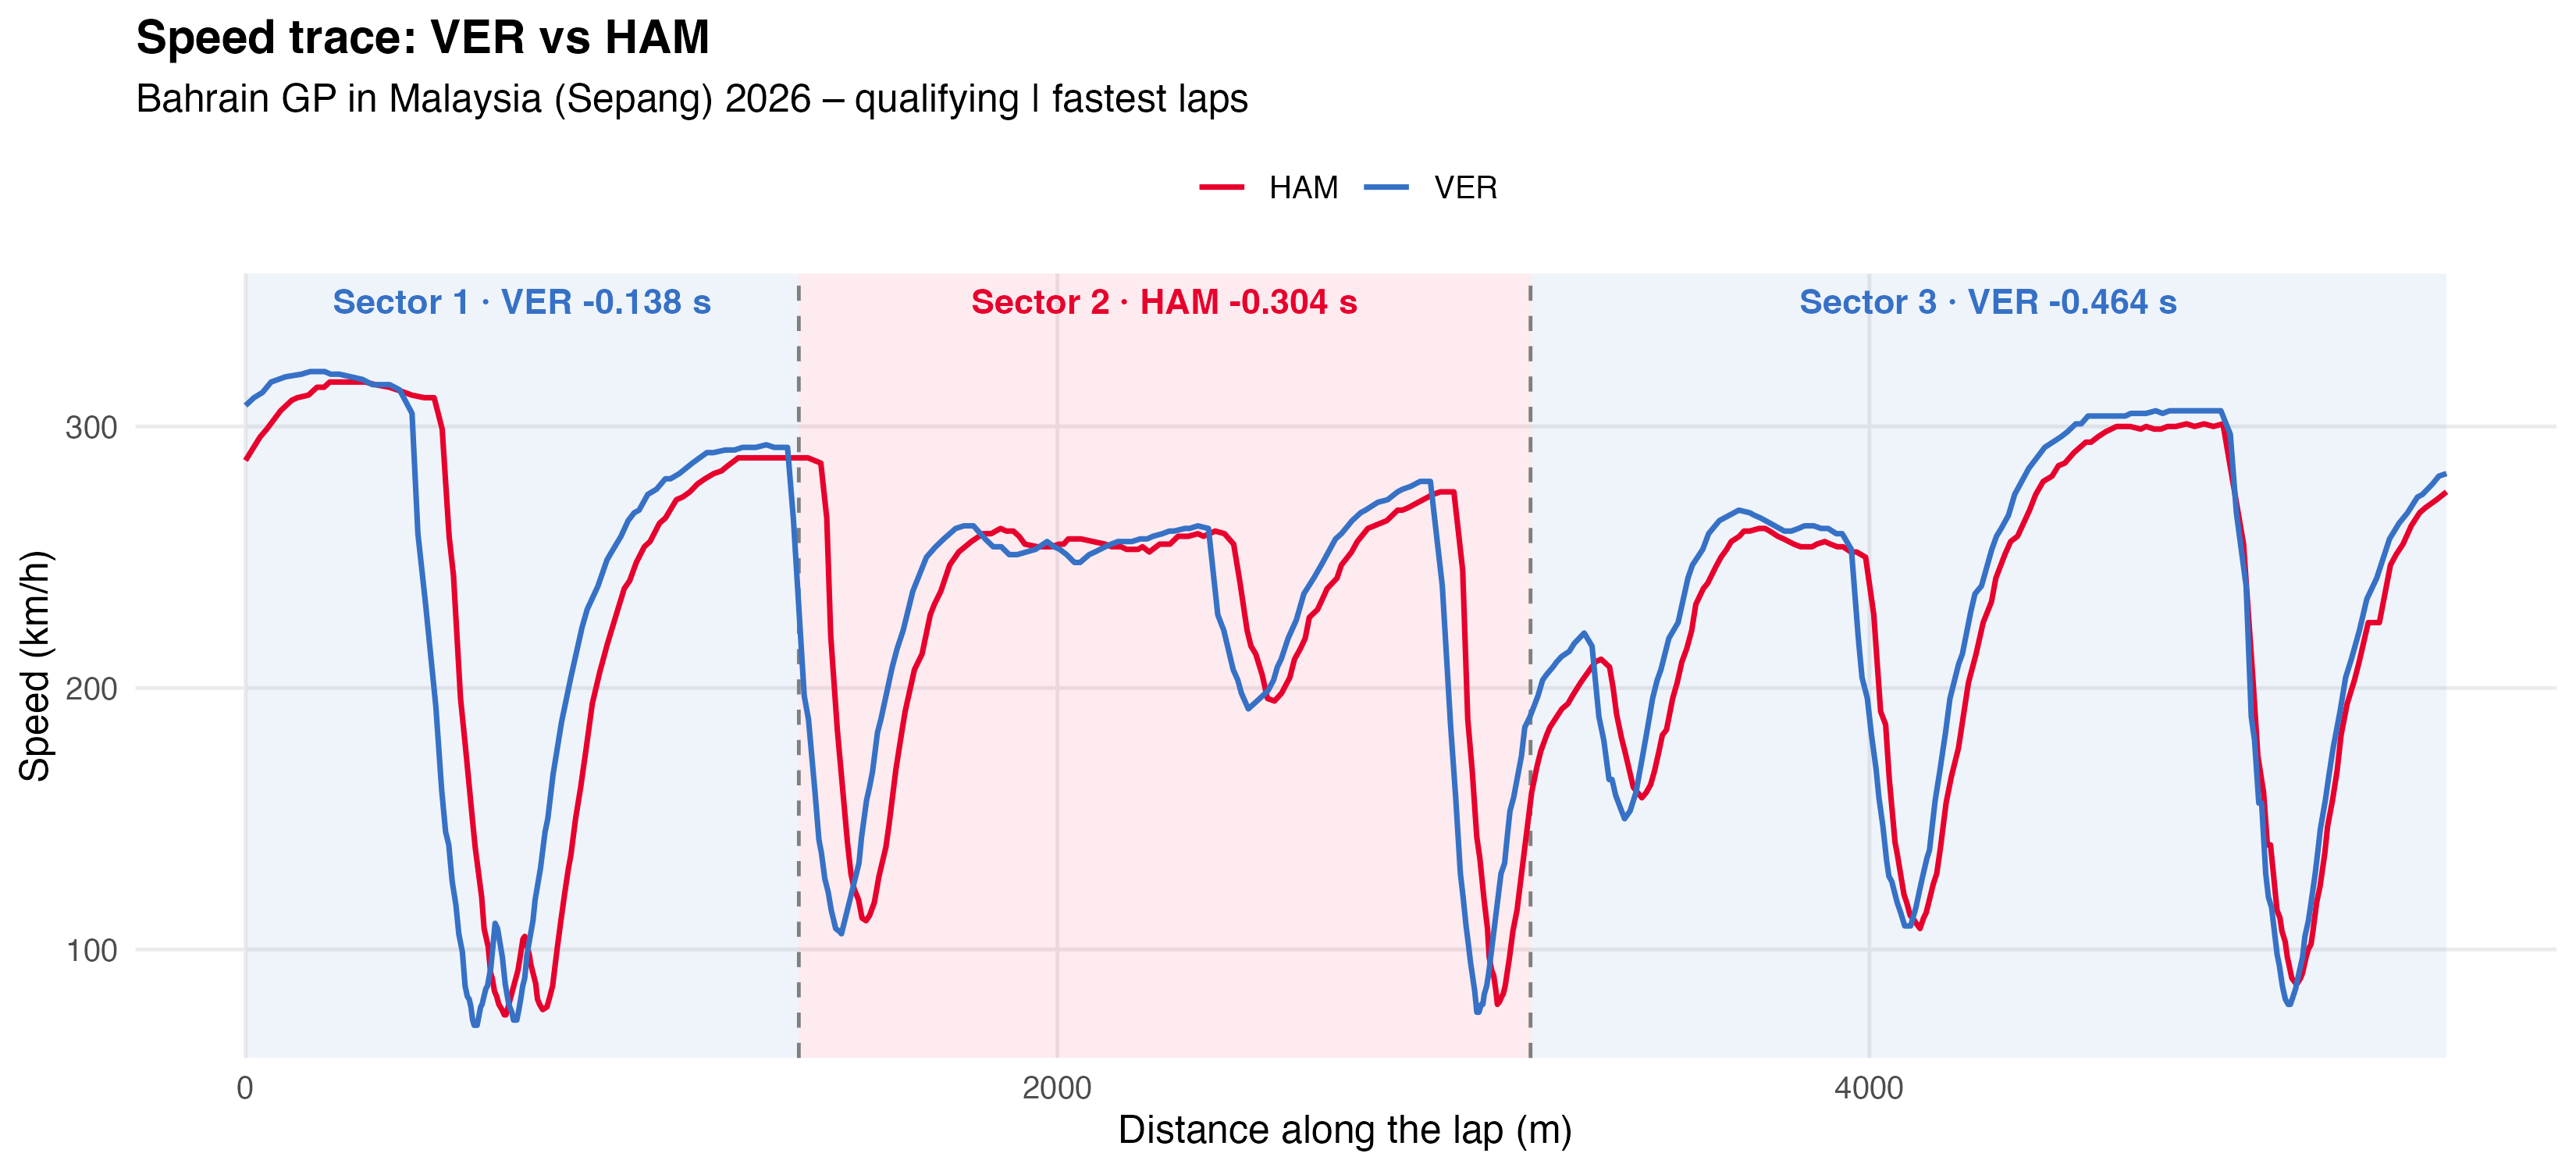 Speed trace: VER vs HAM
Bahrain GP in Malaysia (Sepang) 2026 – qualifying | fastest laps
HAM VER
Sector 1 · VER -0.138 s
Sector 2 · HAM -0.304 s
Sector 3 · VER -0.464 s
Speed (km/h)
300
200
100
0 2000 4000
Distance along the lap (m)